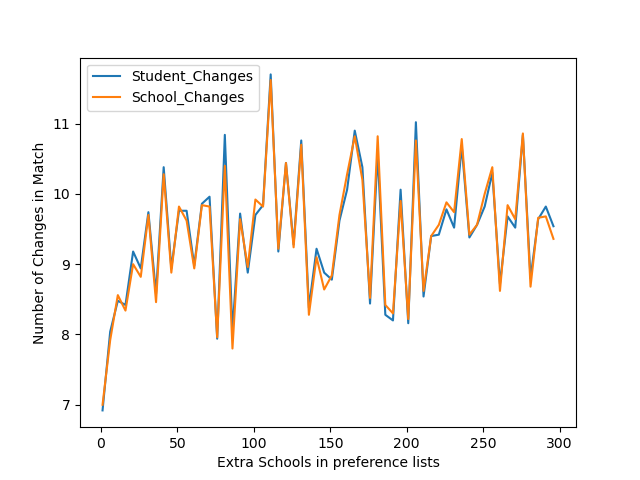 Student_Changes
School_Changes
11
10
9
8
7
Number of Changes in Match
0 50 100 150 200 250 300
Extra Schools in preference lists